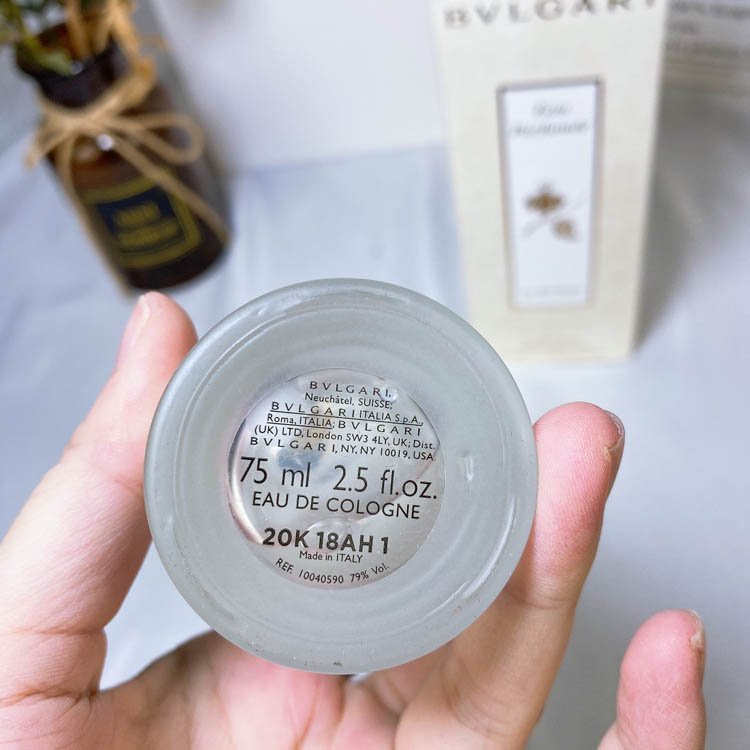 BVLGARI
BVLGARI,
Neuchâtel, SUISSE;
BVLGARI ITALIA S.p.A.
Roma, ITALIA; BVLGARI
(UK) LTD, London SW3 4LY, UK; Dist.
BVLGARI, NY, NY 10019, USA
75 ml 2.5 fl.oz.
EAU DE COLOGNE
20K 18AH 1
Made in ITALY
REF. 10040590 79% Vol.